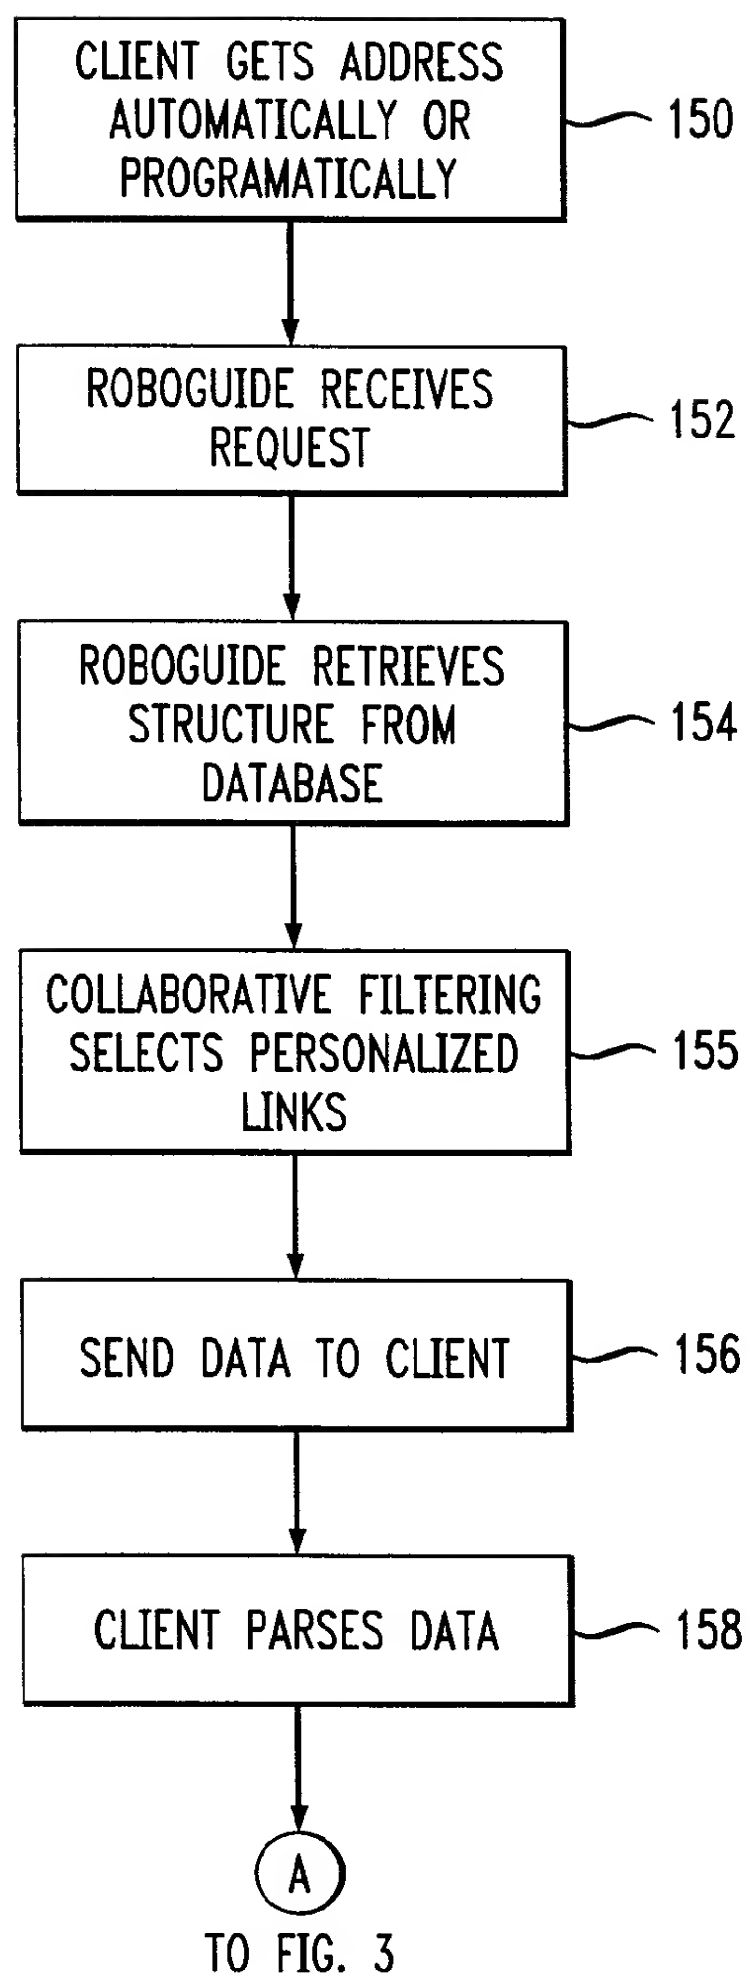 CLIENT GETS ADDRESS
AUTOMATICALLY OR
PROGRAMATICALLY
150
ROBOGUIDE RECEIVES
REQUEST
152
ROBOGUIDE RETRIEVES
STRUCTURE FROM
DATABASE
154
COLLABORATIVE FILTERING
SELECTS PERSONALIZED
LINKS
155
SEND DATA TO CLIENT
156
CLIENT PARSES DATA
158
A
TO FIG. 3